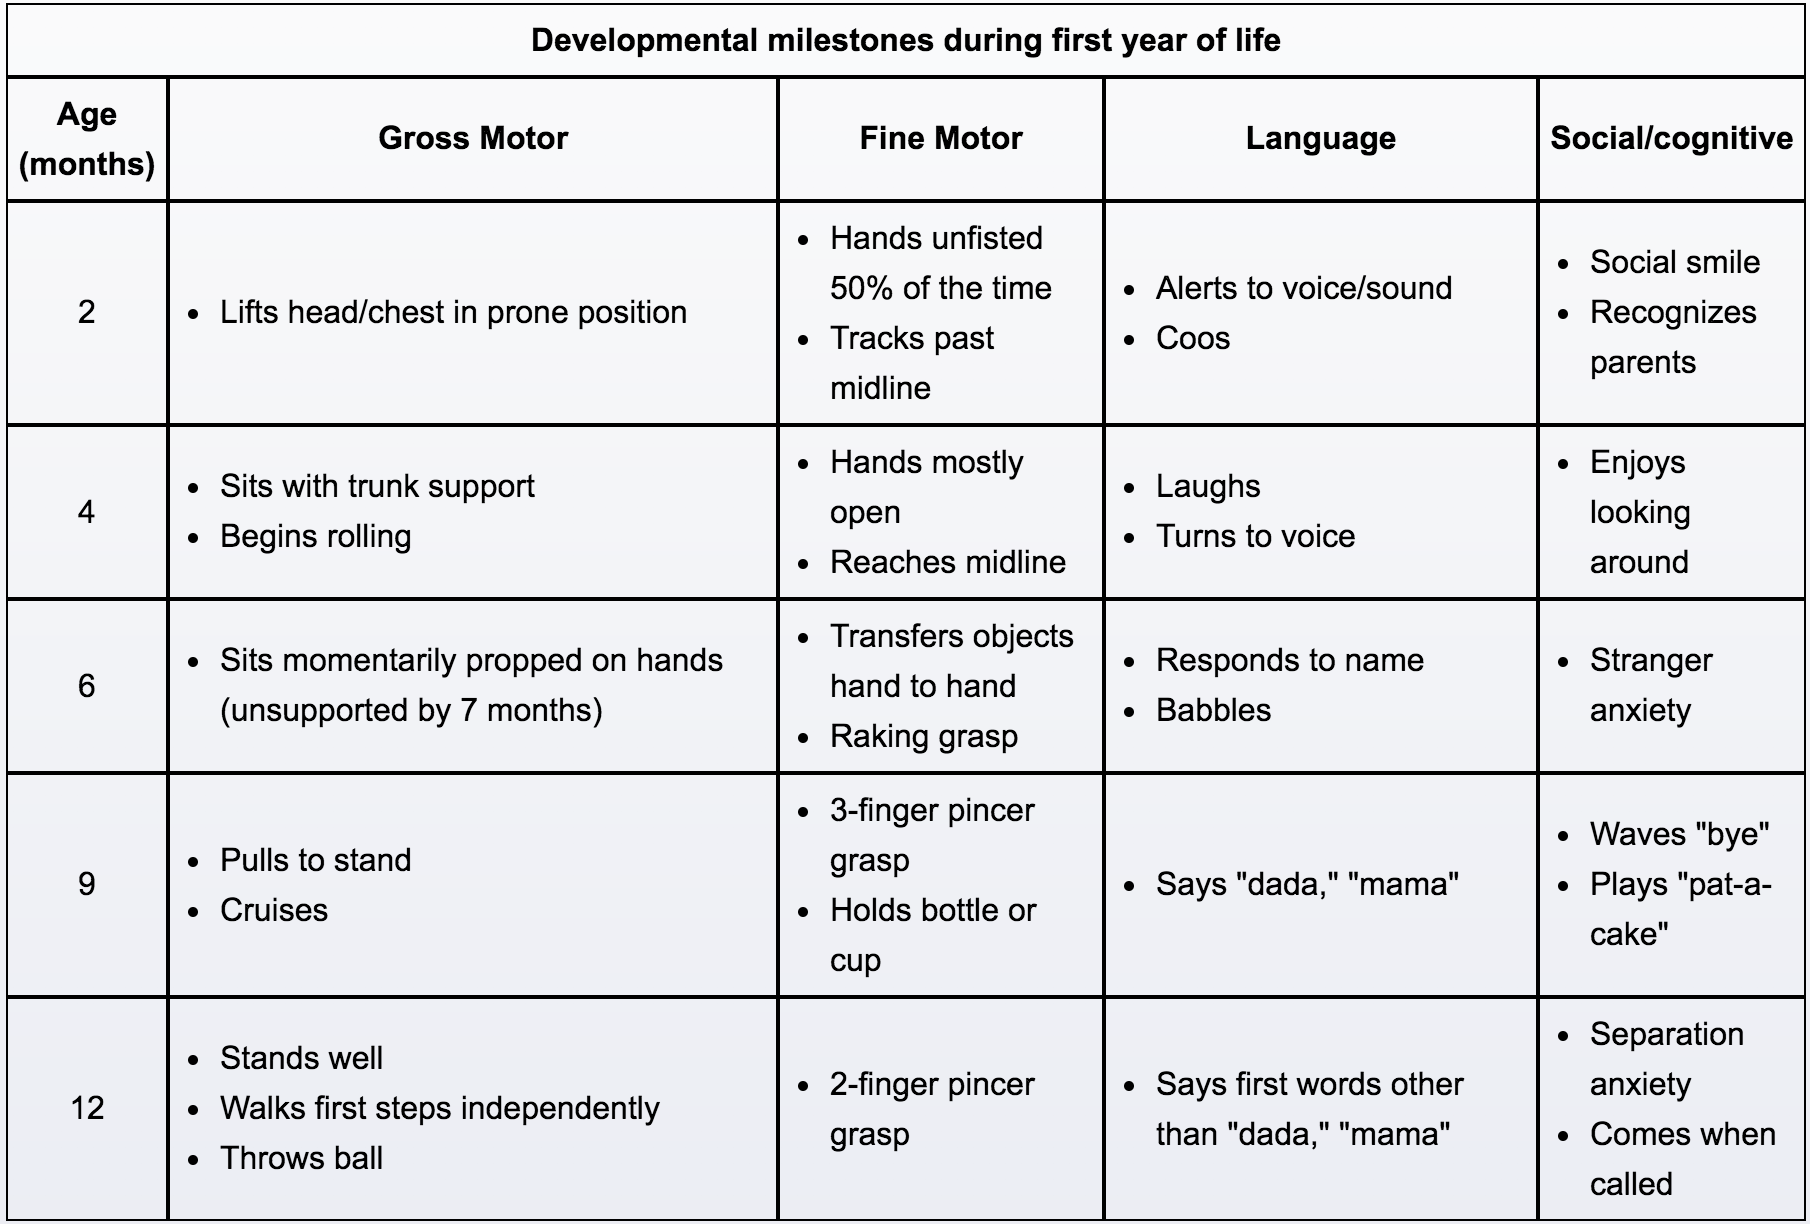 Developmental milestones during first year of life
Age
(months)
Gross Motor
Fine Motor
Language
Social/cognitive
2
• Lifts head/chest in prone position
• Hands unfisted
50% of the time
• Tracks past
midline
• Alerts to voice/sound
• Coos
• Social smile
• Recognizes
parents
4
• Sits with trunk support
• Begins rolling
• Hands mostly
open
• Reaches midline
• Laughs
• Turns to voice
• Enjoys
looking
around
6
• Sits momentarily propped on hands
(unsupported by 7 months)
• Transfers objects
hand to hand
• Raking grasp
• Responds to name
• Babbles
• Stranger
anxiety
9
• Pulls to stand
• Cruises
• 3-finger pincer
grasp
• Holds bottle or
cup
• Says "dada," "mama"
• Waves "bye"
• Plays "pat-a-
cake"
12
• Stands well
• Walks first steps independently
• Throws ball
• 2-finger pincer
grasp
• Says first words other
than "dada," "mama"
• Separation
anxiety
• Comes when
called